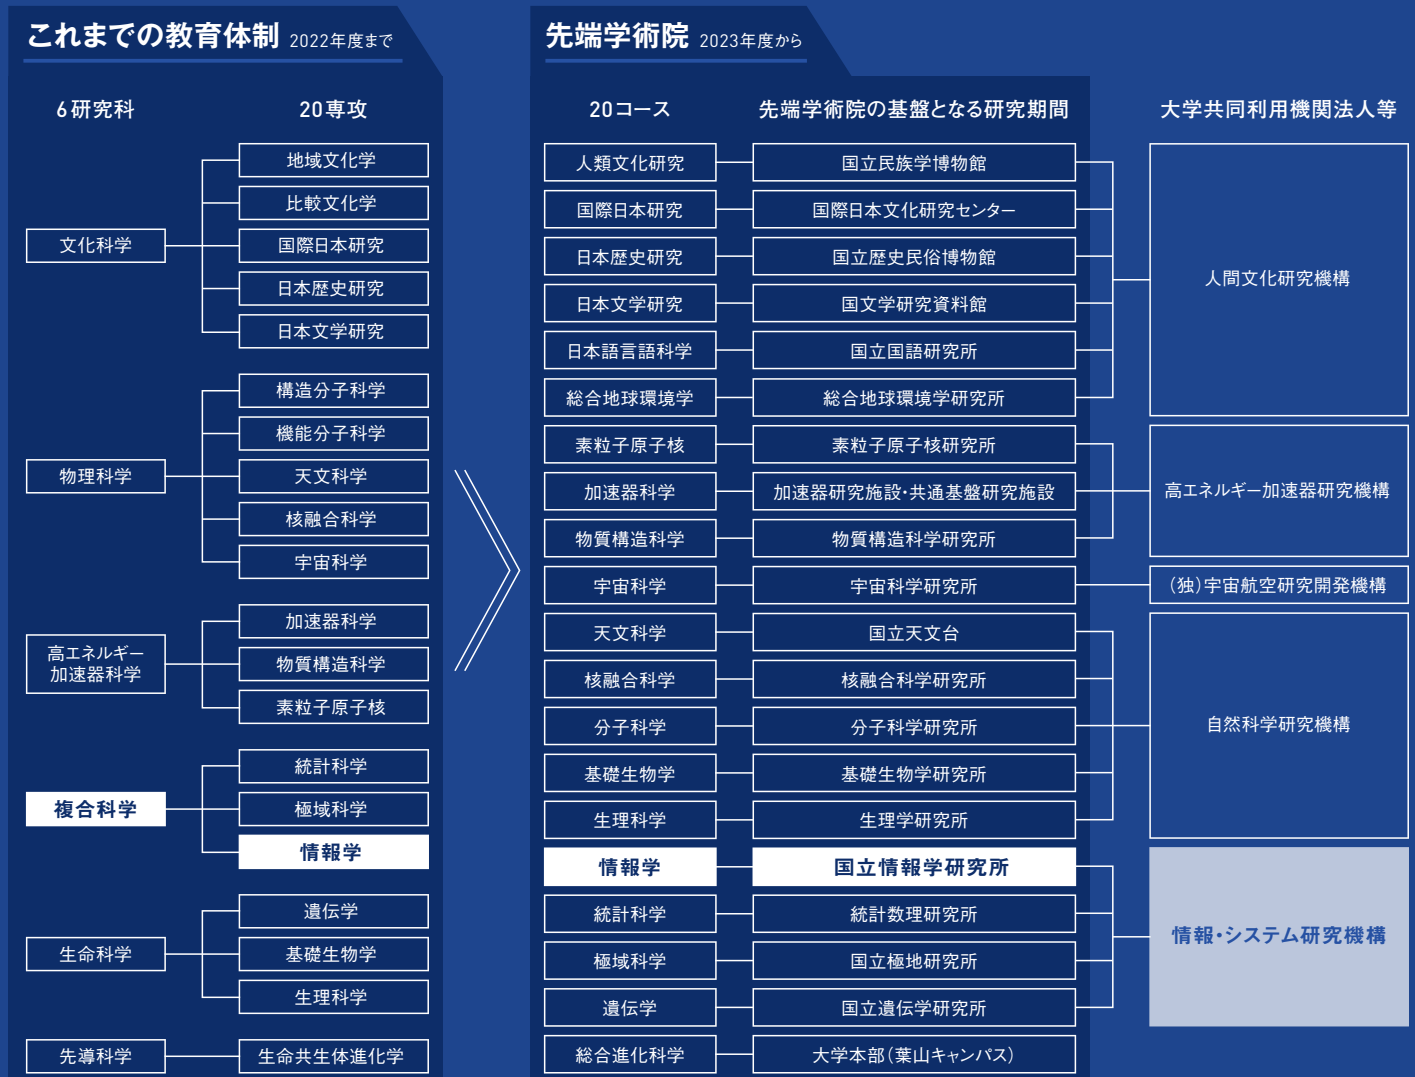 これまでの教育体制 2022年度まで
6研究科
20専攻
文化科学
地域文化学
比較文化学
国際日本研究
日本歴史研究
日本文学研究
物理科学
構造分子科学
機能分子科学
天文科学
核融合科学
宇宙科学
高エネルギー
加速器科学
加速器科学
物質構造科学
素粒子原子核
複合科学
統計科学
極域科学
情報学
生命科学
遺伝学
基礎生物学
生理科学
先導科学
生命共生体進化学
先端学術院 2023年度から
20コース
先端学術院の基盤となる研究期間
大学共同利用機関法人等
人類文化研究
国立民族学博物館
国際日本研究
国際日本文化研究センター
日本歴史研究
国立歴史民俗博物館
日本文学研究
国文学研究資料館
日本語言語科学
国立国語研究所
総合地球環境学
総合地球環境学研究所
人間文化研究機構
素粒子原子核
素粒子原子核研究所
加速器科学
加速器研究施設・共通基盤研究施設
物質構造科学
物質構造科学研究所
高エネルギー加速器研究機構
宇宙科学
宇宙科学研究所
（独）宇宙航空研究開発機構
天文科学
国立天文台
核融合科学
核融合科学研究所
分子科学
分子科学研究所
基礎生物学
基礎生物学研究所
生理科学
生理学研究所
自然科学研究機構
情報学
国立情報学研究所
統計科学
統計数理研究所
極域科学
国立極地研究所
遺伝学
国立遺伝学研究所
情報・システム研究機構
総合進化科学
大学本部（葉山キャンパス）